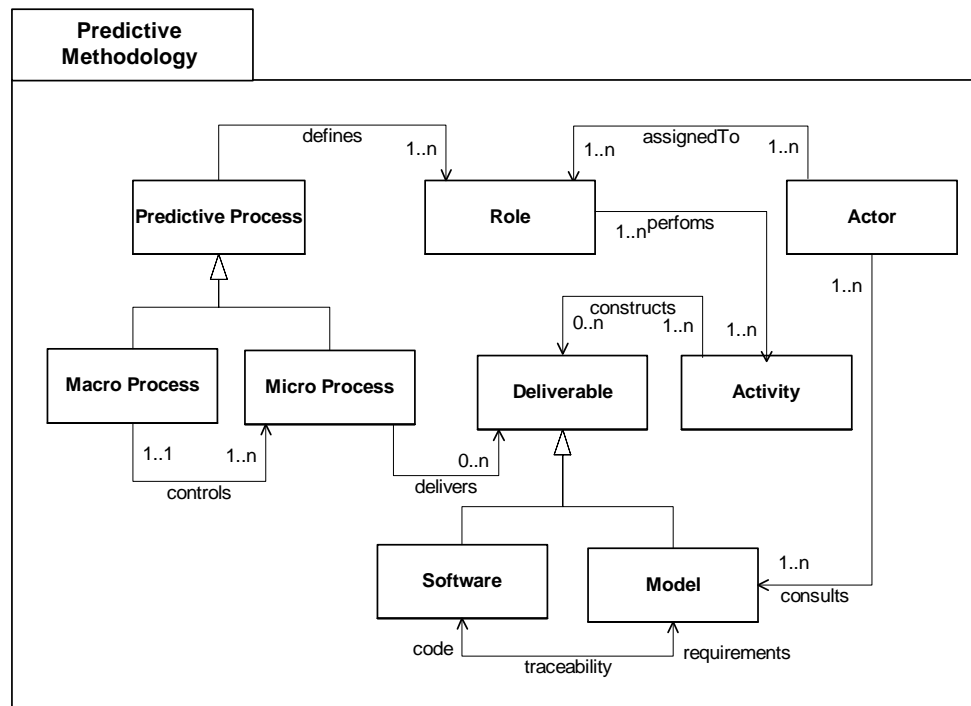 Predictive
Methodology
defines
1..n
1..n
assignedTo
1..n
Predictive Process
Role
Actor
1..n
perfoms
1..n
constructs
0..n
1..n
1..n
Macro Process
Micro Process
Deliverable
Activity
1..1
1..n
0..n
controls
delivers
Software
Model
1..n
consults
code
traceability
requirements